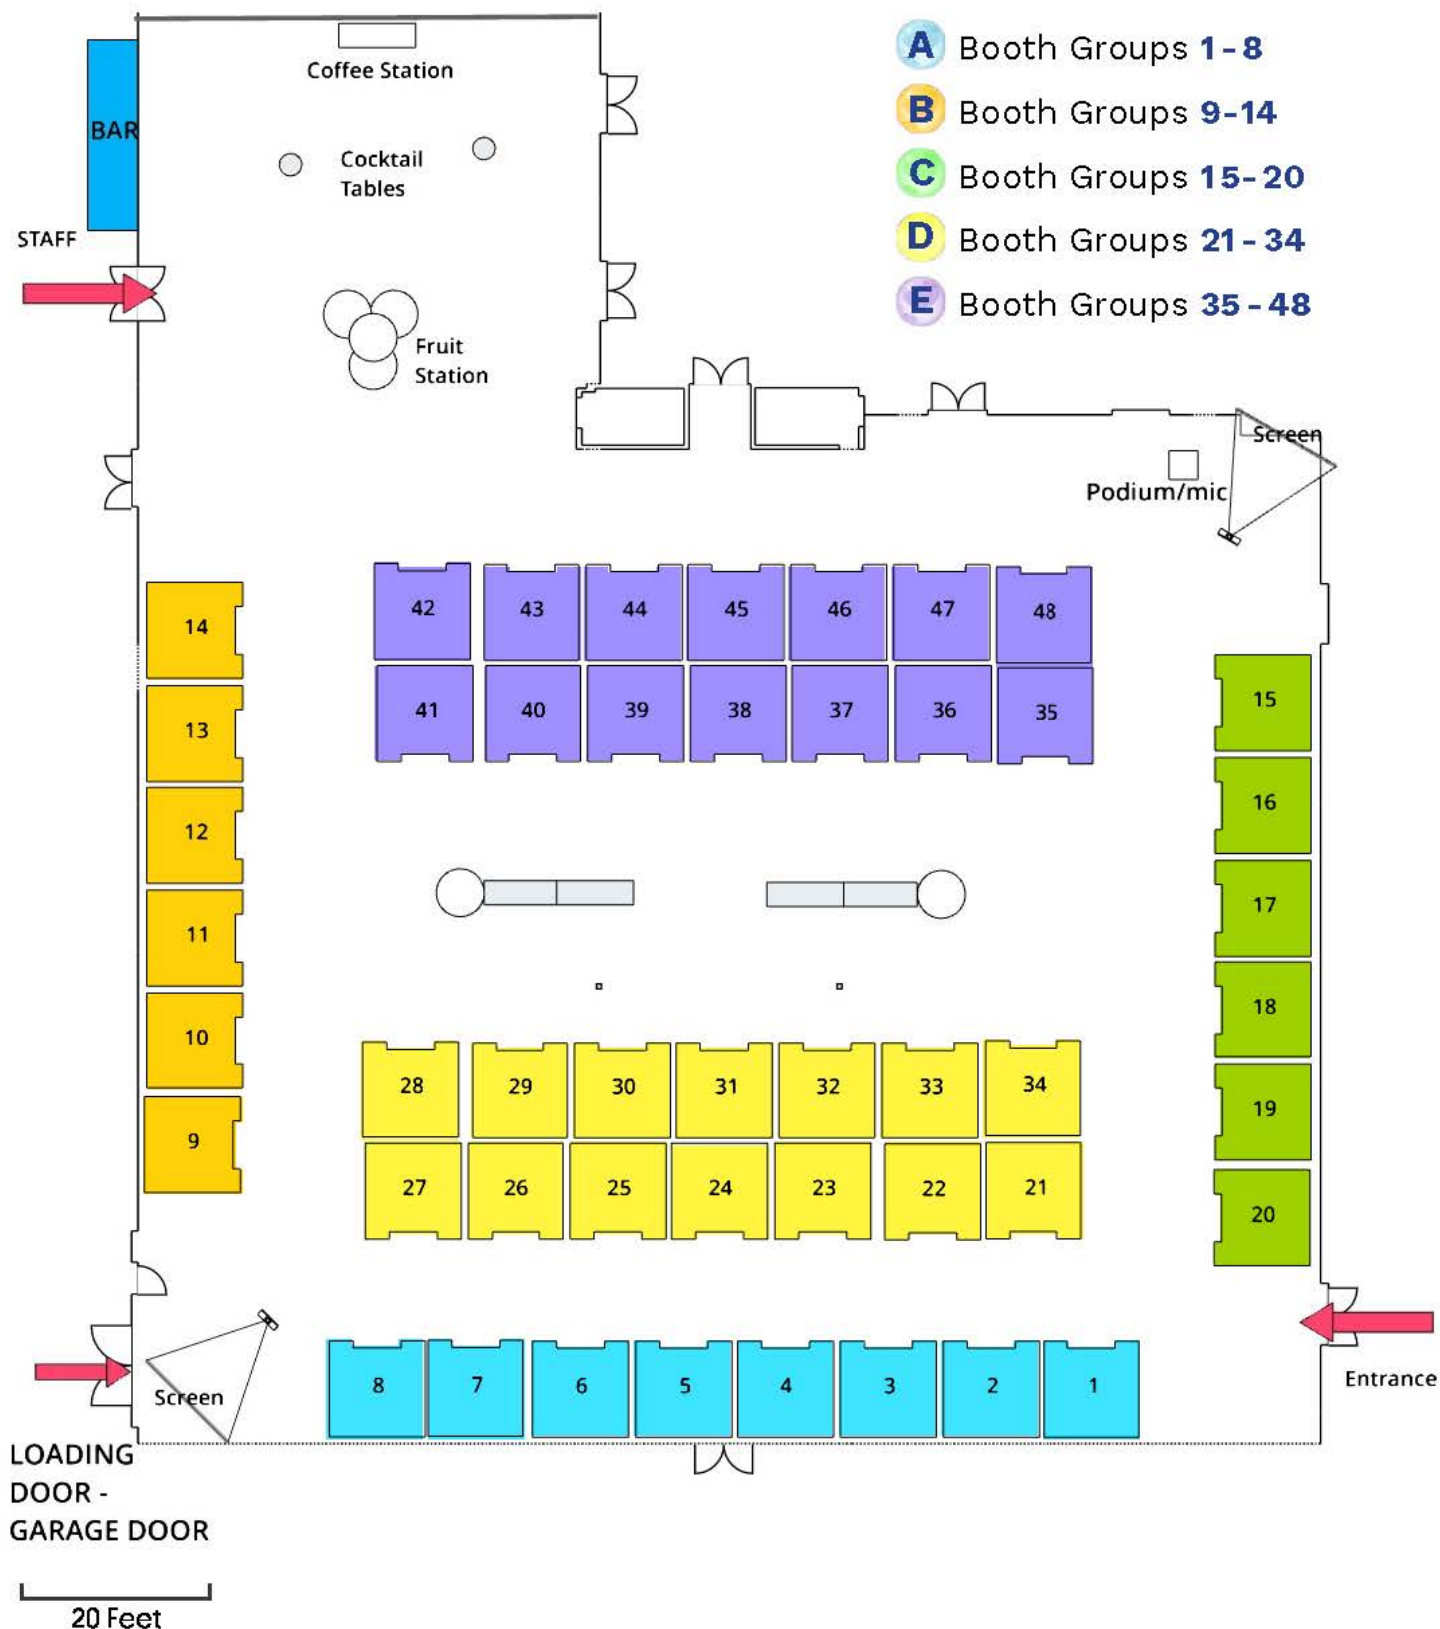 A Booth Groups 1-8
Coffee Station
B Booth Groups 9-14
BAR
Cocktail
Tables
C Booth Groups 15-20
STAFF
D Booth Groups 21-34
E Booth Groups 35-48
Fruit
Station
Screen
Podium/mic
42 43 44 45 46 47 48
14
15
41 40 39 38 37 36 35
13
16
12
17
11
18
10
28 29 30 31 32 33 34
19
9
27 26 25 24 23 22 21
20
8 7 6 5 4 3 2 1
Entrance
Screen
LOADING
DOOR -
GARAGE DOOR
20 Feet